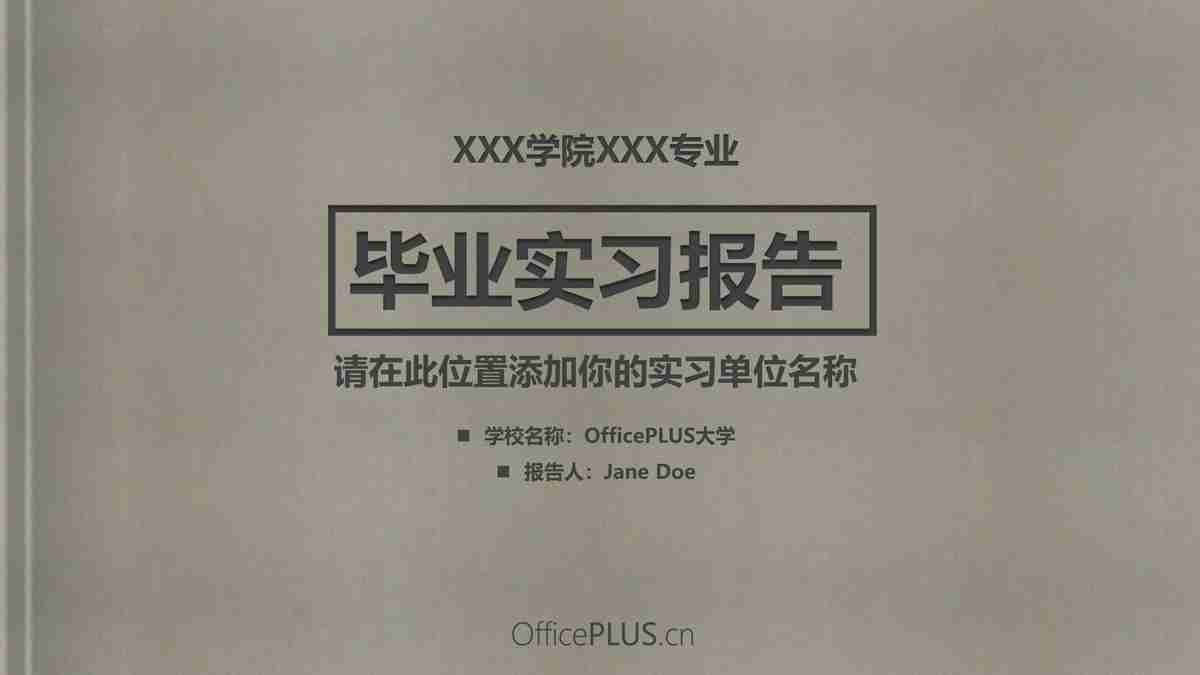 XXX学院XXX专业
毕业实习报告
请在此位置添加你的实习单位名称
■ 学校名称：OfficePLUS大学
■ 报告人：Jane Doe
OfficePLUS.cn